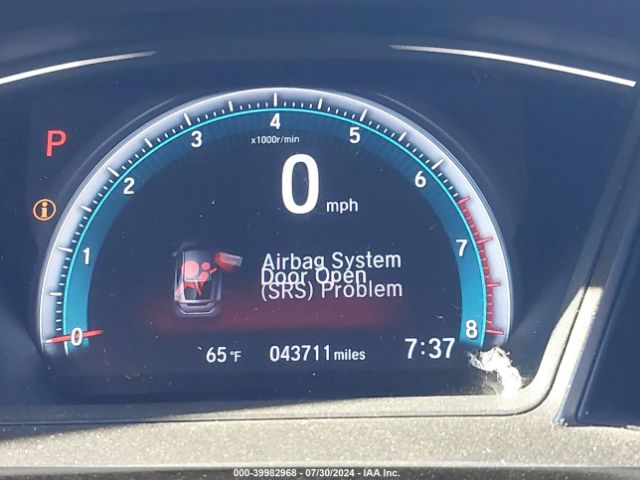 4
3
5
x1000r/min
P
2
0
6
mph
i
1
7
Airbag System
Door Open
(SRS) Problem
0
8
65°F
043711 miles
7:37
000-39982968 - 07/30/2024 - IAA Inc.